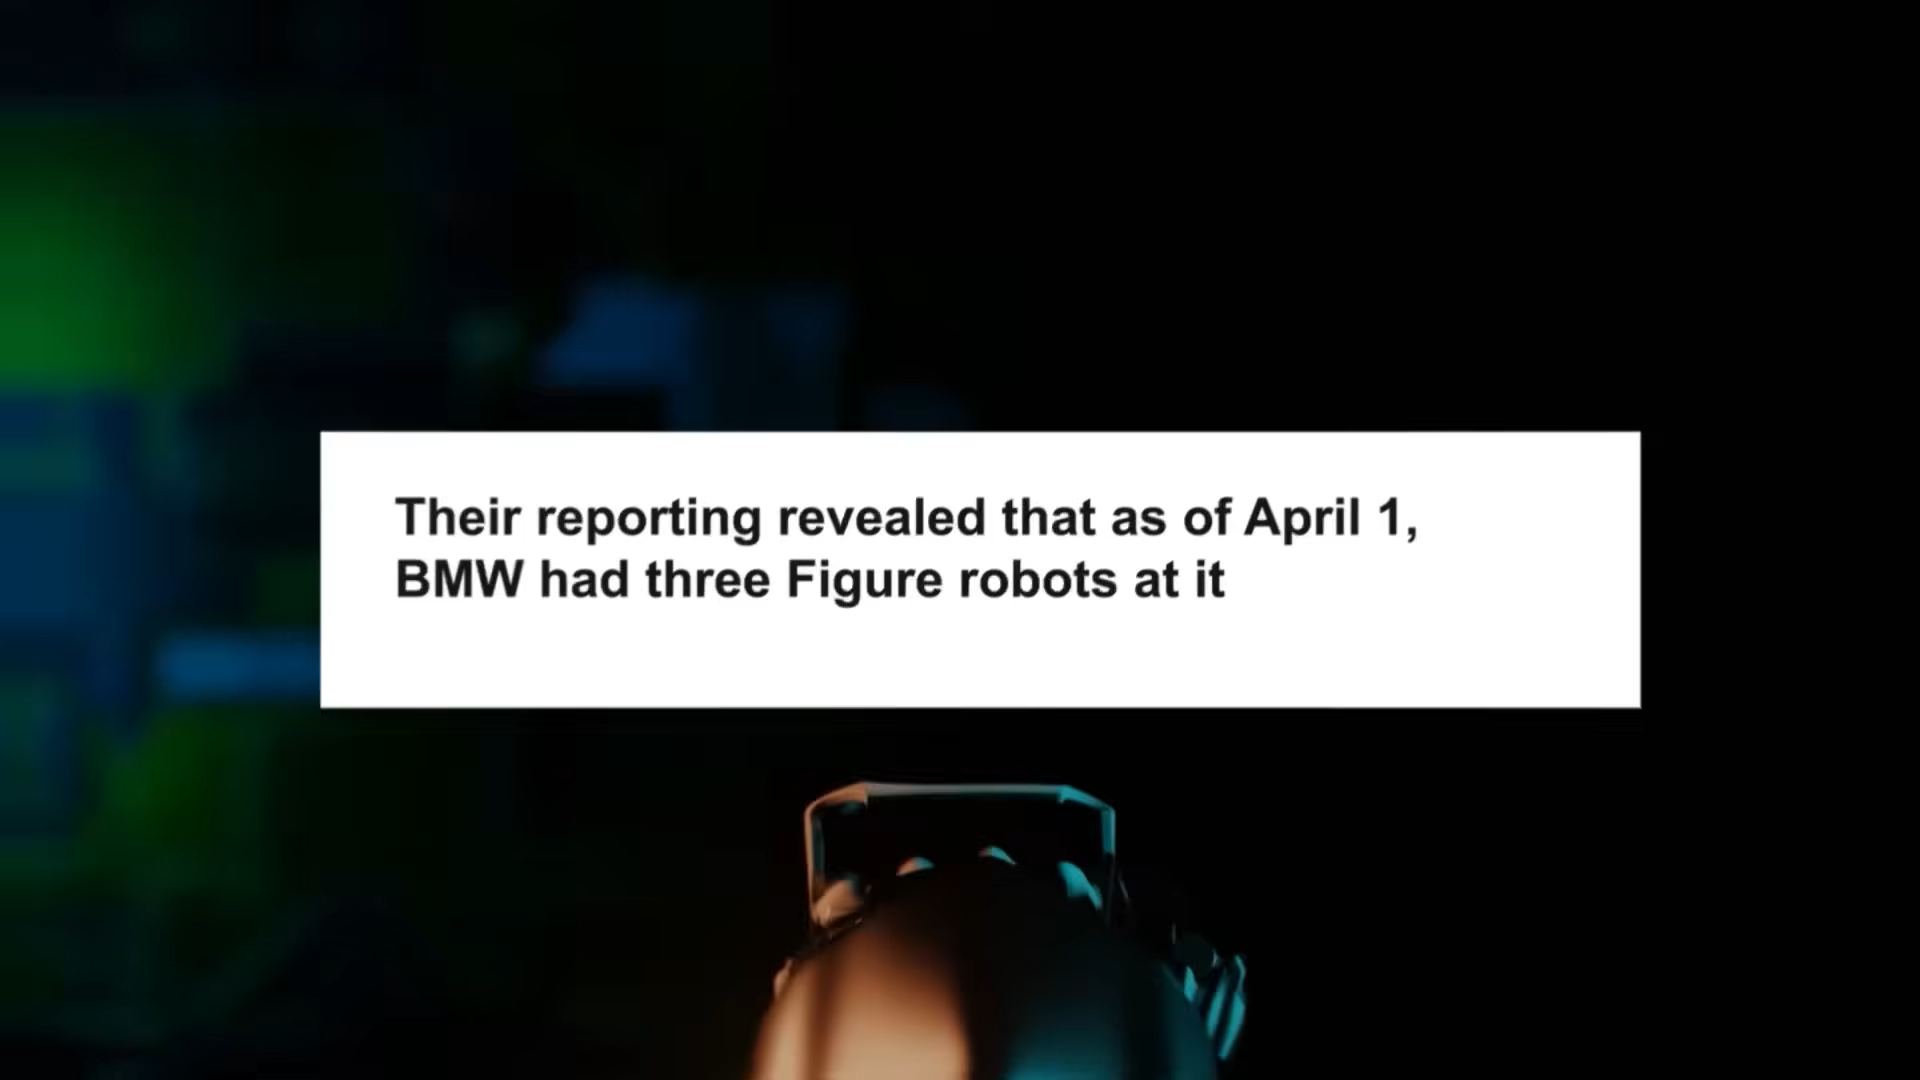 Their reporting revealed that as of April 1,
BMW had three Figure robots at it